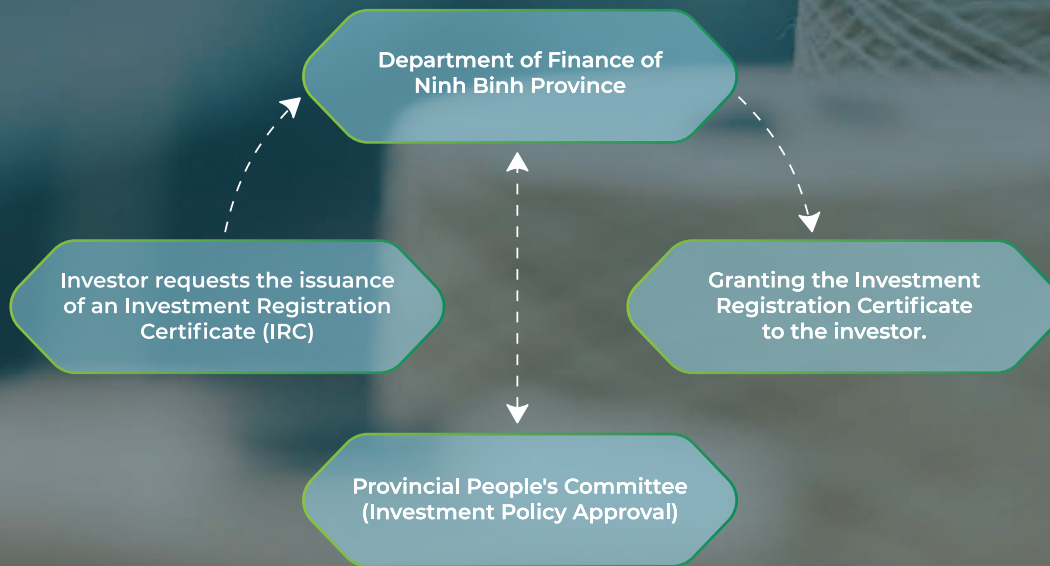 Department of Finance of
Ninh Binh Province
Investor requests the issuance
of an Investment Registration
Certificate (IRC)
Granting the Investment
Registration Certificate
to the investor.
Provincial People's Committee
(Investment Policy Approval)